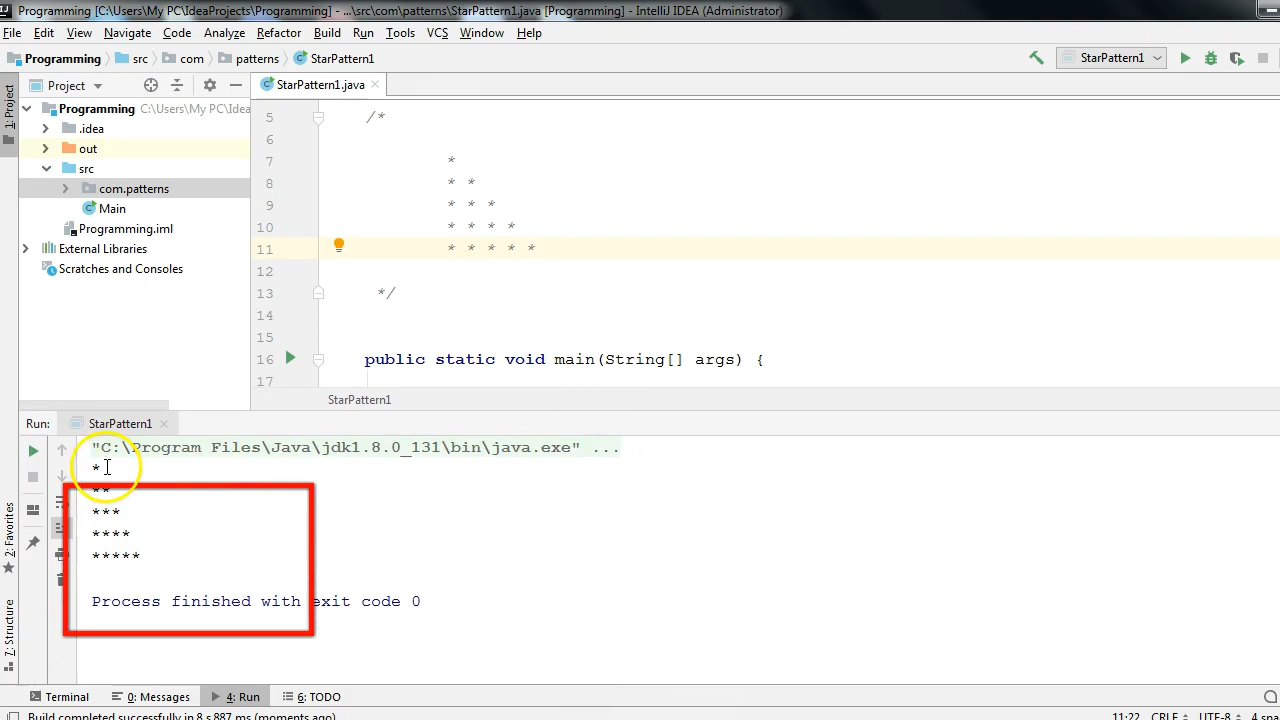 Programming [C:\Users\My PC\IdeaProjects\Programming] - ...\src\com\patterns\StarPattern1.java [Programming] - IntelliJ IDEA (Administrator)
File Edit View Navigate Code Analyze Refactor Build Run Tools VCS Window Help
Programming src com patterns StarPattern1
StarPattern1
Project
StarPattern1.java
1: Project
Programming C:\Users\My PC\Idea
.idea
out
src
com.patterns
Main
Programming.iml
External Libraries
Scratches and Consoles
5 /*
6
7 *
8 * *
9 * * *
10 * * * *
11 * * * * *
12
13 */
14
15
16 public static void main(String[] args) {
17
StarPattern1
Run: StarPattern1
"C:\Program Files\Java\jdk1.8.0_131\bin\java.exe" ...
*
**
***
****
*****
Process finished with exit code 0
2: Favorites
7: Structure
Terminal 0: Messages 4: Run 6: TODO
Build completed successfully in 8 s 887 ms (moments ago) 11:22 CRLF UTF-8 4 spa